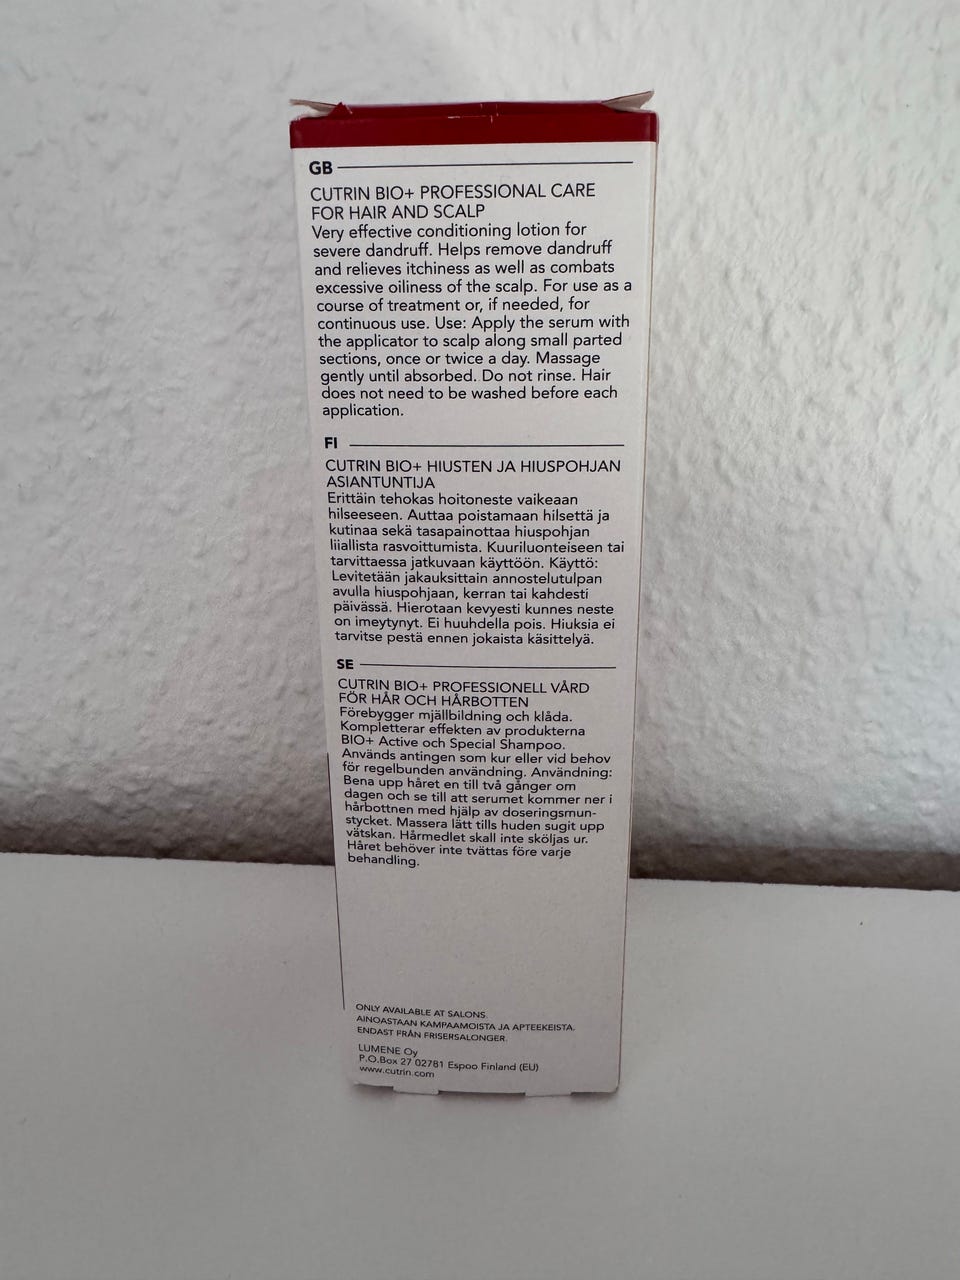 GB
CUTRIN BIO+ PROFESSIONAL CARE
FOR HAIR AND SCALP
Very effective conditioning lotion for
severe dandruff. Helps remove dandruff
and relieves itchiness as well as combats
excessive oiliness of the scalp. For use as a
course of treatment or, if needed, for
continuous use. Use: Apply the serum with
the applicator to scalp along small parted
sections, once or twice a day. Massage
gently until absorbed. Do not rinse. Hair
does not need to be washed before each
application.
FI
CUTRIN BIO+ HIUSTEN JA HIUSPOHJAN
ASIANTUNTIJA
Erittäin tehokas hoitoneste vaikeaan
hilseeseen. Auttaa poistamaan hilsettä ja
kutinaa sekä tasapainottaa hiuspohjan
liiallista rasvoittumista. Kuuriluonteiseen tai
tarvittaessa jatkuvaan käyttöön. Käyttö:
Levitetään jakauksittain annostelutulpan
avulla hiuspohjaan, kerran tai kahdesti
päivässä. Hierotaan kevyesti kunnes neste
on imeytynyt. Ei huuhdella pois. Hiuksia ei
tarvitse pestä ennen jokaista käsittelyä.
SE
CUTRIN BIO+ PROFESSIONELL VÅRD
FÖR HÅR OCH HÅRBOTTEN
Förebygger mjällbildning och klåda.
Kompletterar effekten av produkterna
BIO+ Active och Special Shampoo.
Används antingen som kur eller vid behov
för regelbunden användning. Användning:
Bena upp håret en till två gånger om
dagen och se till att serumet kommer ner i
hårbottnen med hjälp av doseringsmun-
stycket. Massera lätt tills huden sugit upp
vätskan. Hårmedlet skall inte sköljas ur.
Håret behöver inte tvättas före varje
behandling.
ONLY AVAILABLE AT SALONS.
AINOASTAAN KAMPAAMOISTA JA APTEEKEISTA.
ENDAST FRÅN FRISERSALONGER.
LUMENE Oy
P.O.Box 27 02781 Espoo Finland (EU)
www.cutrin.com